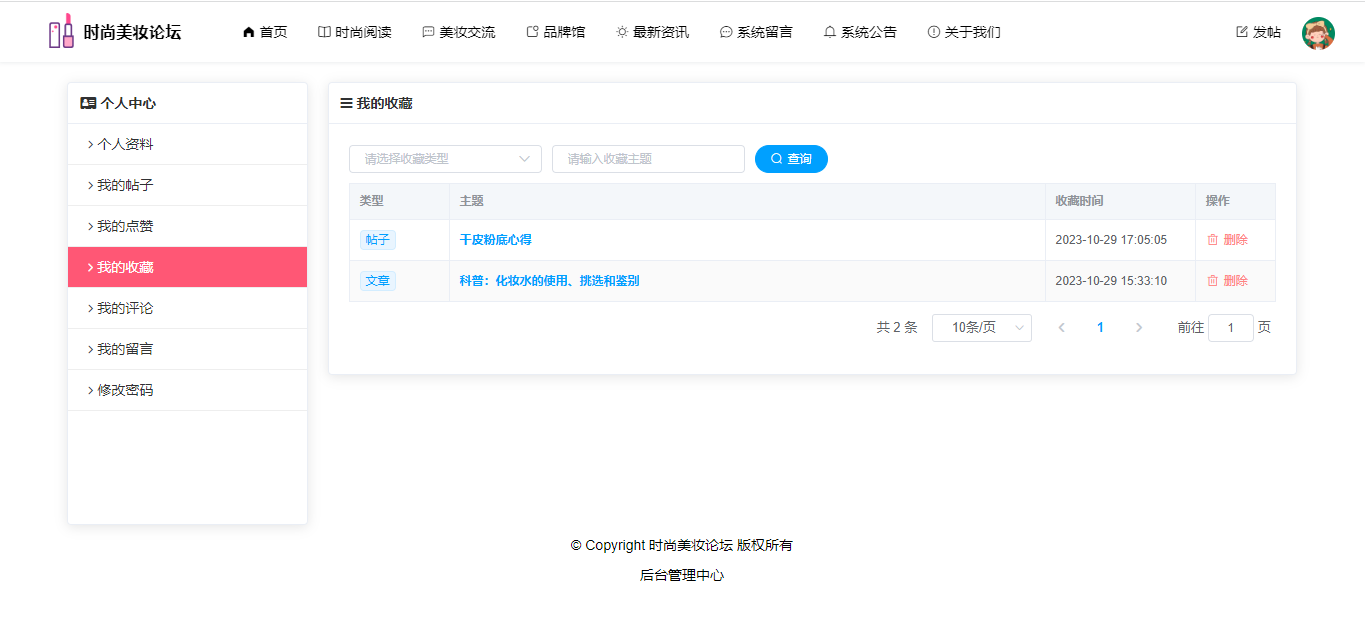 时尚美妆论坛 首页 时尚阅读 美妆交流 品牌馆 最新资讯 系统留言 系统公告 关于我们 发帖
个人中心
个人资料
我的帖子
我的点赞
我的收藏
我的评论
我的留言
修改密码
我的收藏
请选择收藏类型 请输入收藏主题 查询
类型 主题 收藏时间 操作
帖子 干皮粉底心得 2023-10-29 17:05:05 删除
文章 科普：化妆水的使用、挑选和鉴别 2023-10-29 15:33:10 删除
共 2 条 10条/页 1 前往 1 页
© Copyright 时尚美妆论坛 版权所有
后台管理中心